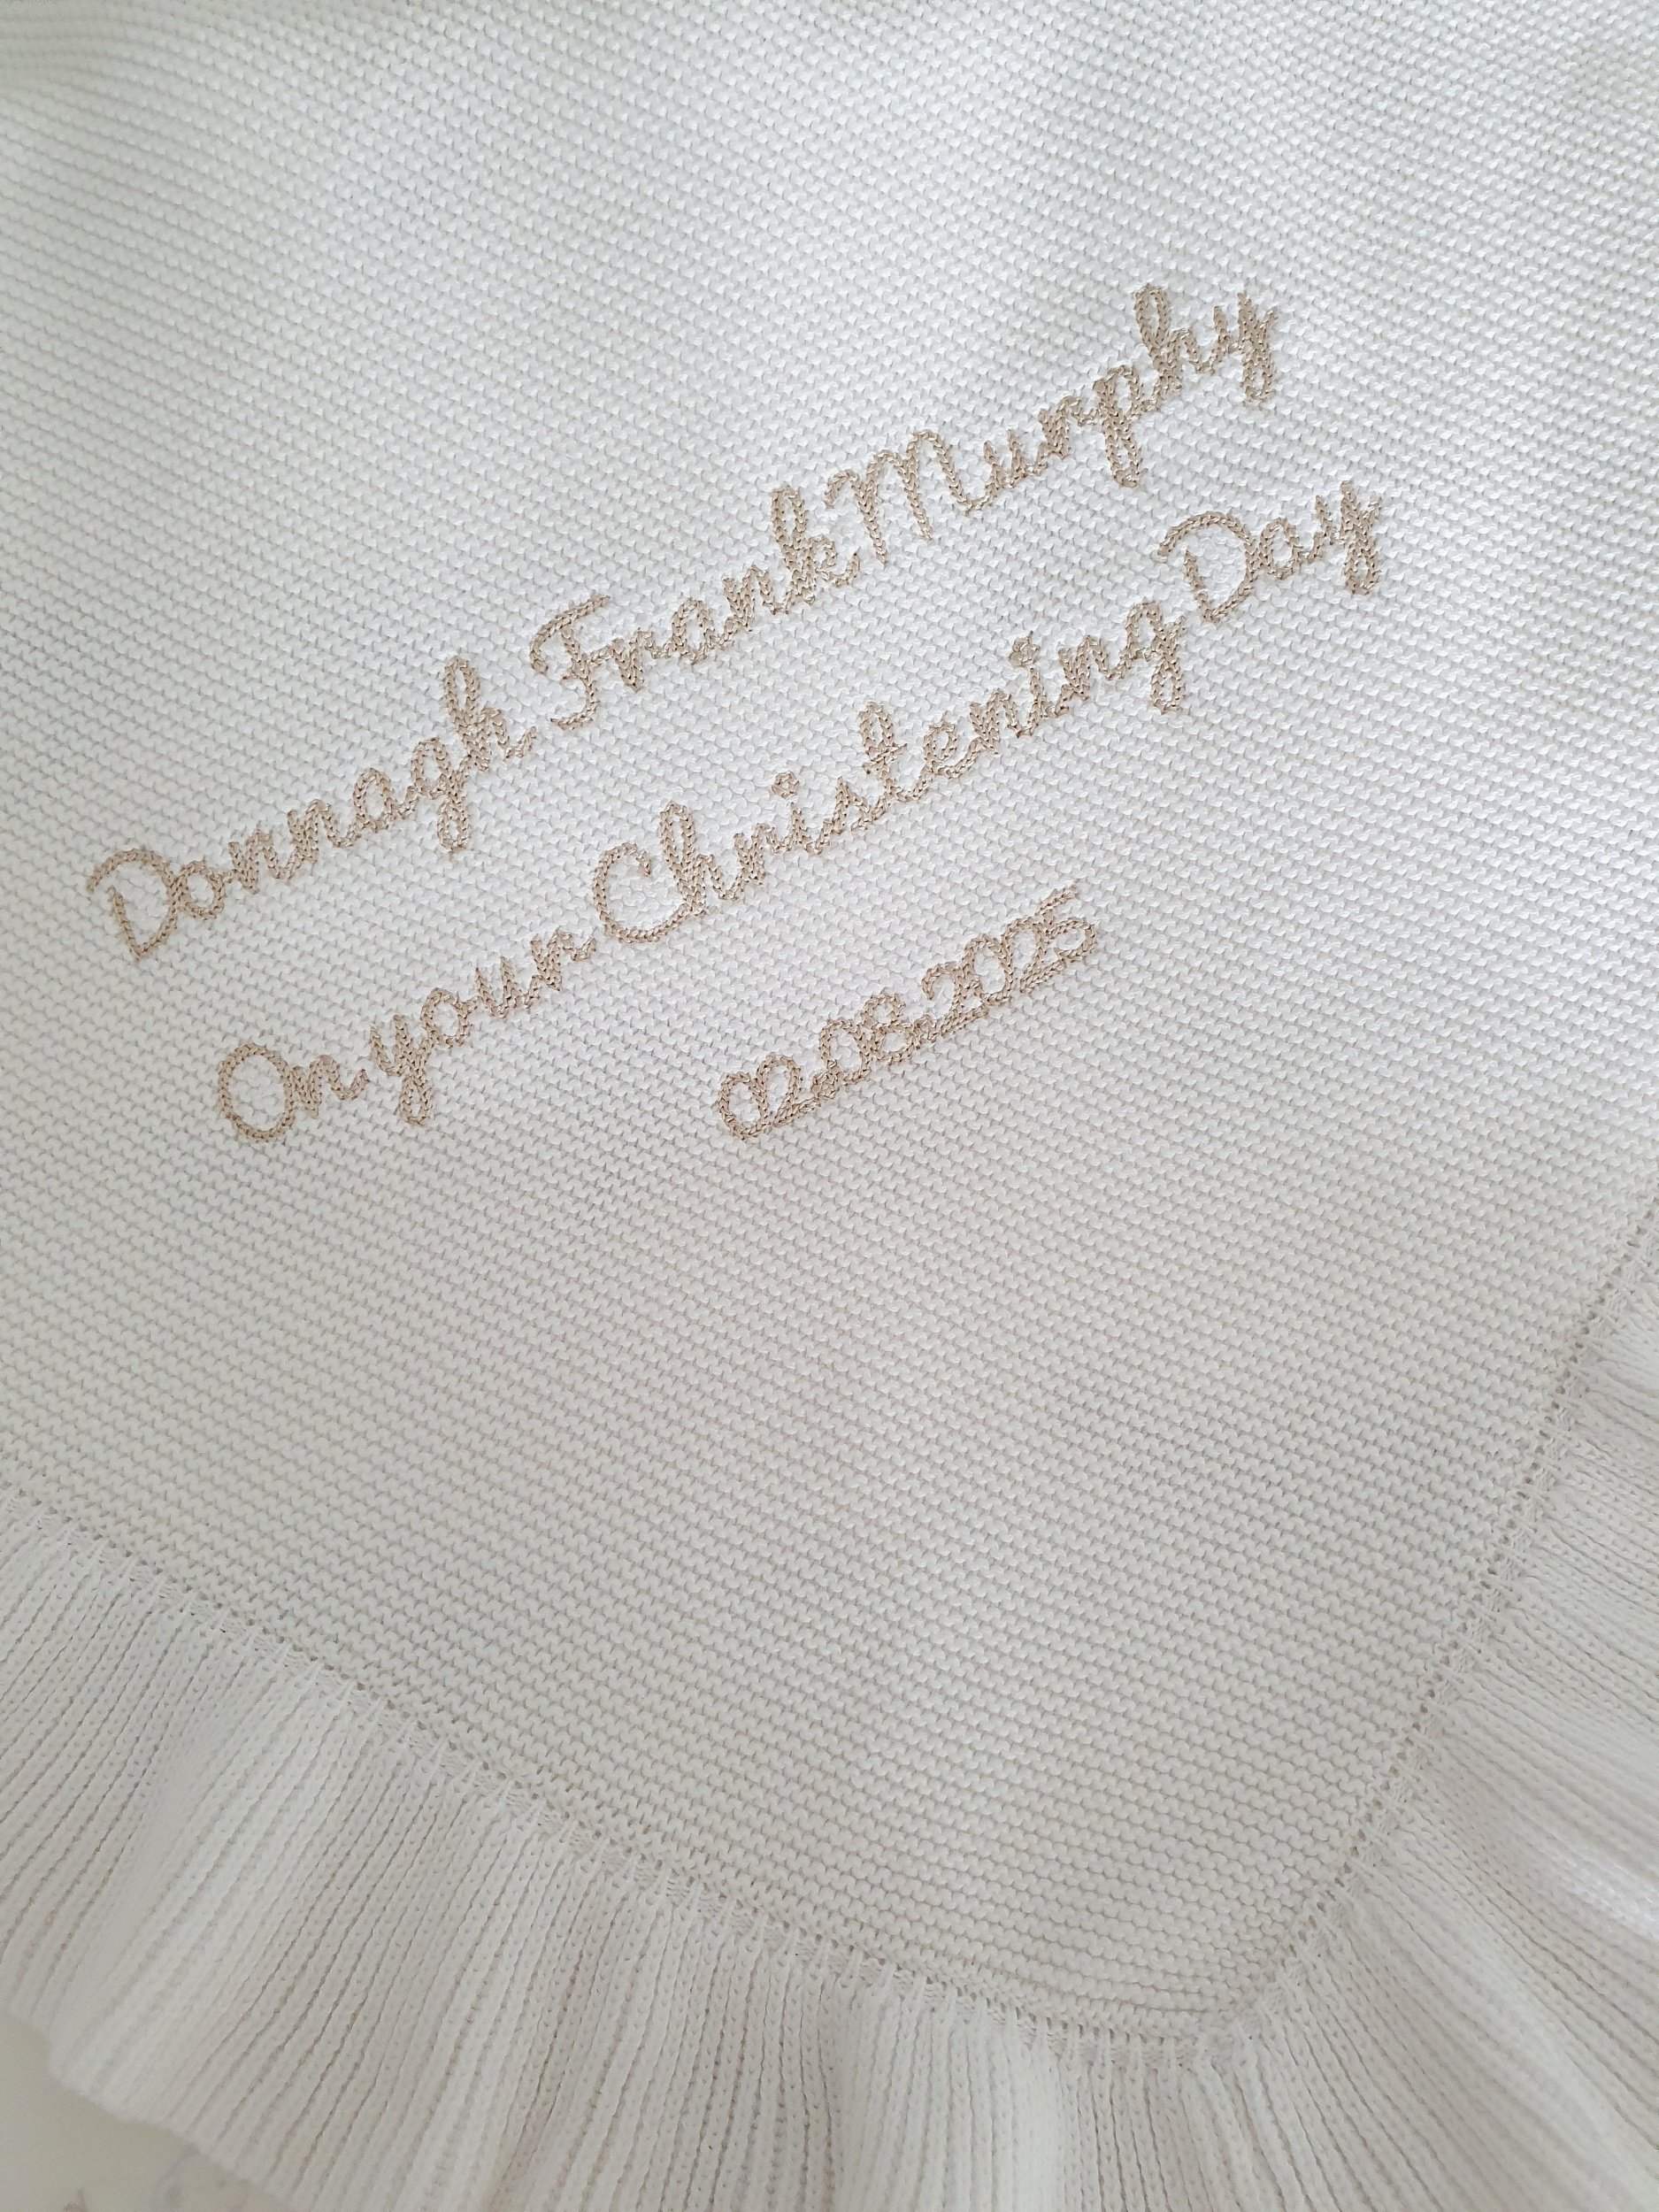 Donnagh Frank Murphy
On your Christening Day
02.08.2025